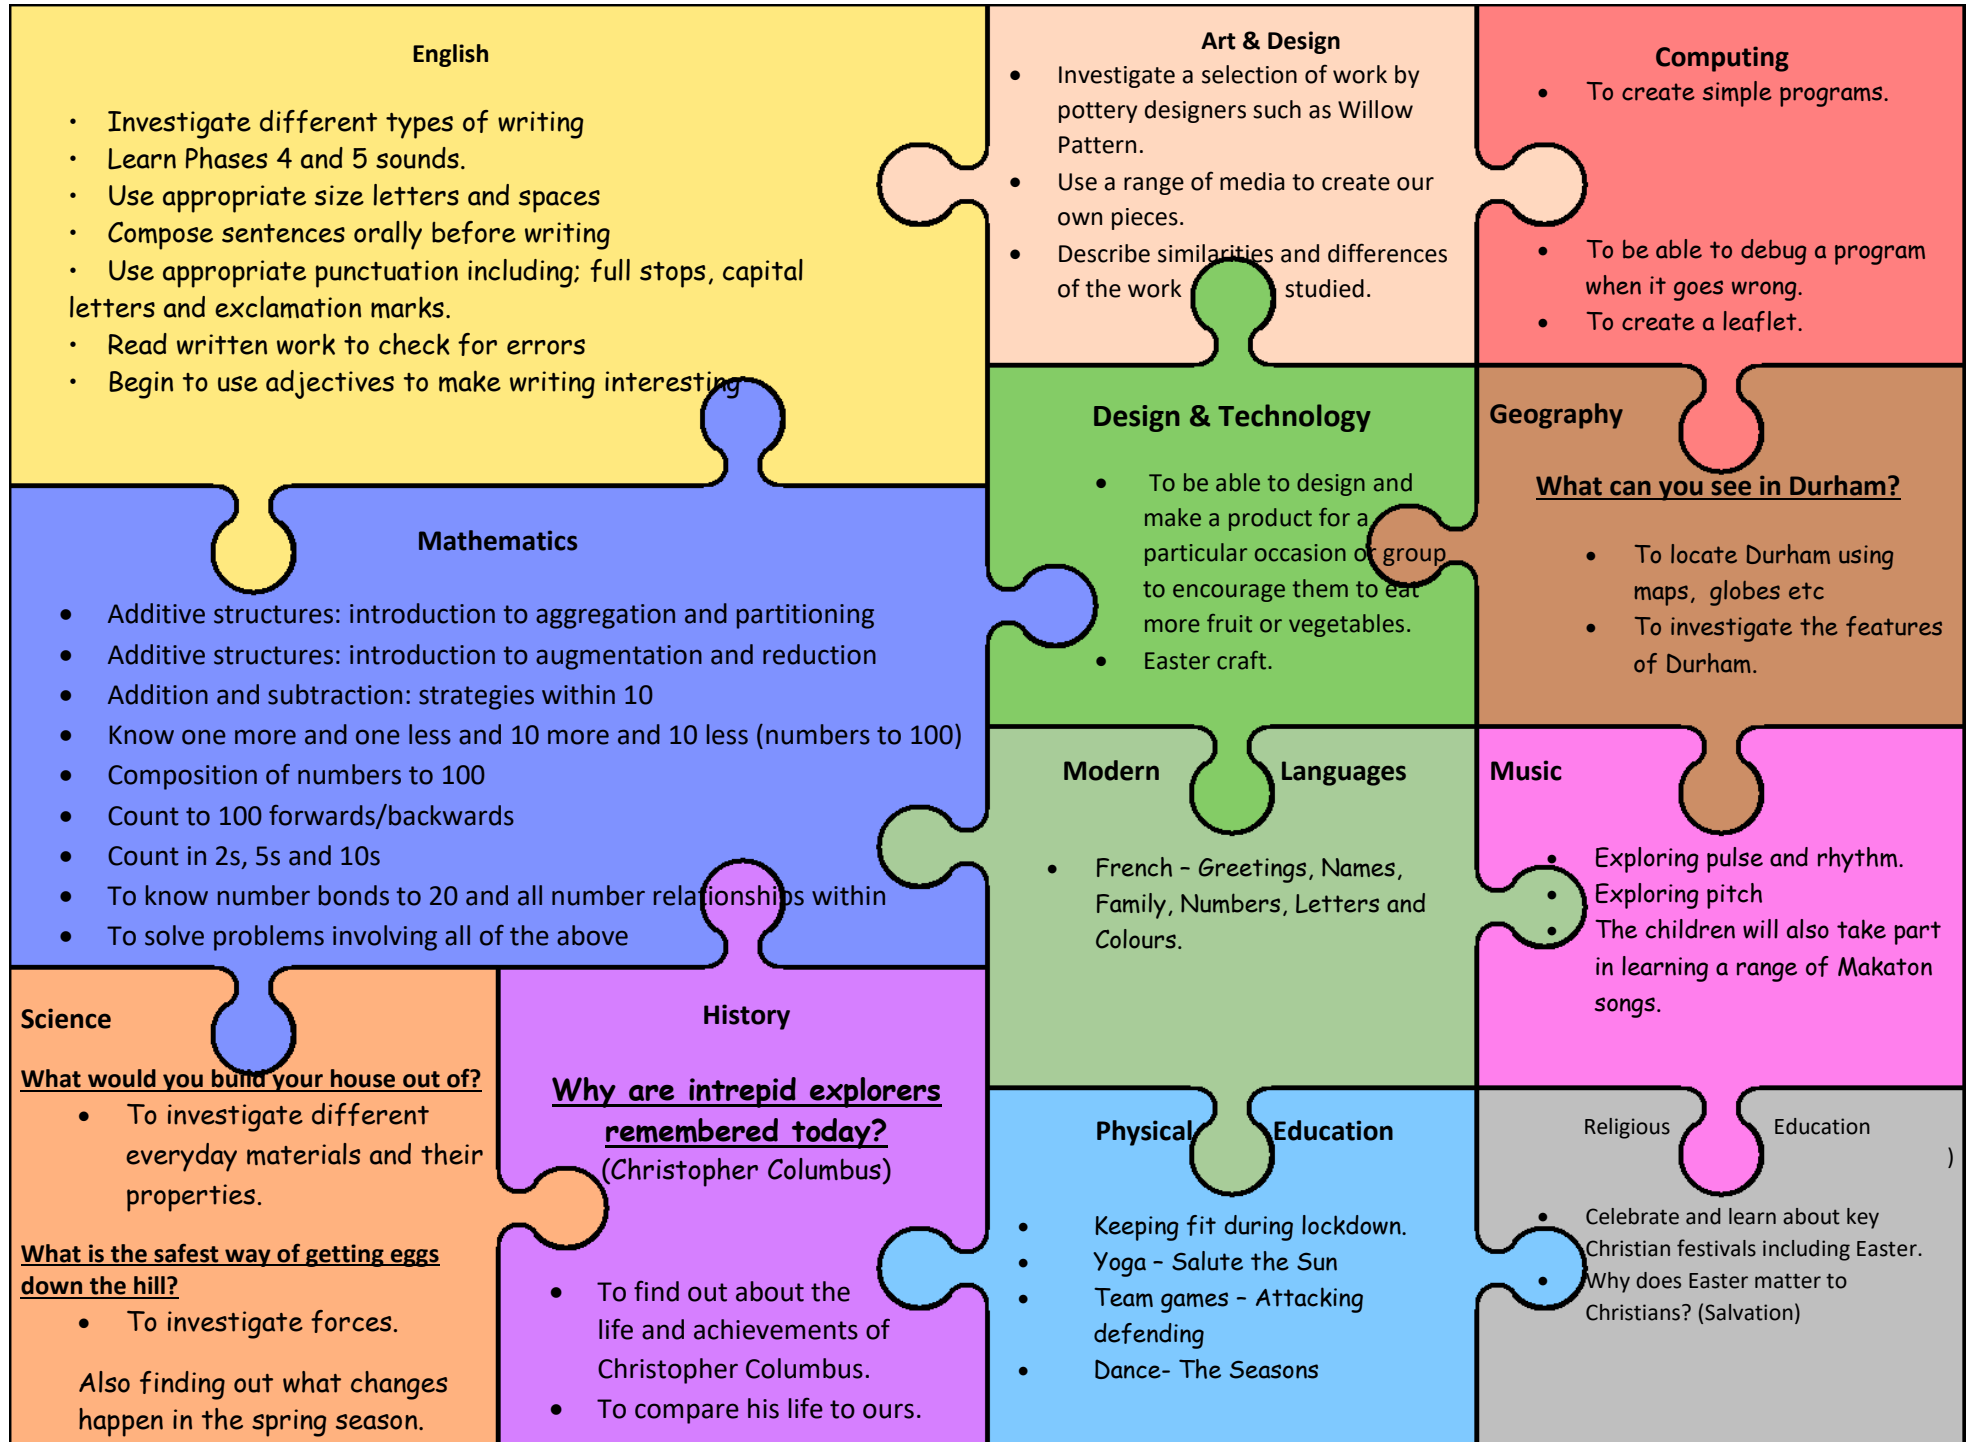 English
• Investigate different types of writing
• Learn Phases 4 and 5 sounds.
• Use appropriate size letters and spaces
• Compose sentences orally before writing
• Use appropriate punctuation including; full stops, capital
letters and exclamation marks.
• Read written work to check for errors
• Begin to use adjectives to make writing interesting
Art & Design
• Investigate a selection of work by
pottery designers such as Willow
Pattern.
• Use a range of media to create our
own pieces.
• Describe similarities and differences
of the work studied.
Computing
• To create simple programs.
• To be able to debug a program
when it goes wrong.
• To create a leaflet.
Mathematics
• Additive structures: introduction to aggregation and partitioning
• Additive structures: introduction to augmentation and reduction
• Addition and subtraction: strategies within 10
• Know one more and one less and 10 more and 10 less (numbers to 100)
• Composition of numbers to 100
• Count to 100 forwards/backwards
• Count in 2s, 5s and 10s
• To know number bonds to 20 and all number relationships within
• To solve problems involving all of the above
Design & Technology
• To be able to design and
make a product for a
particular occasion or group
to encourage them to eat
more fruit or vegetables.
• Easter craft.
Geography
What can you see in Durham?
• To locate Durham using
maps, globes etc
• To investigate the features
of Durham.
Modern Languages
• French – Greetings, Names,
Family, Numbers, Letters and
Colours.
Music
• Exploring pulse and rhythm.
• Exploring pitch
• The children will also take part
in learning a range of Makaton
songs.
Science
What would you build your house out of?
• To investigate different
everyday materials and their
properties.
What is the safest way of getting eggs
down the hill?
• To investigate forces.
Also finding out what changes
happen in the spring season.
History
Why are intrepid explorers
remembered today?
(Christopher Columbus)
• To find out about the
life and achievements of
Christopher Columbus.
• To compare his life to ours.
Physical Education
• Keeping fit during lockdown.
• Yoga – Salute the Sun
• Team games – Attacking
defending
• Dance- The Seasons
Religious Education
)
• Celebrate and learn about key
Christian festivals including Easter.
• Why does Easter matter to
Christians? (Salvation)